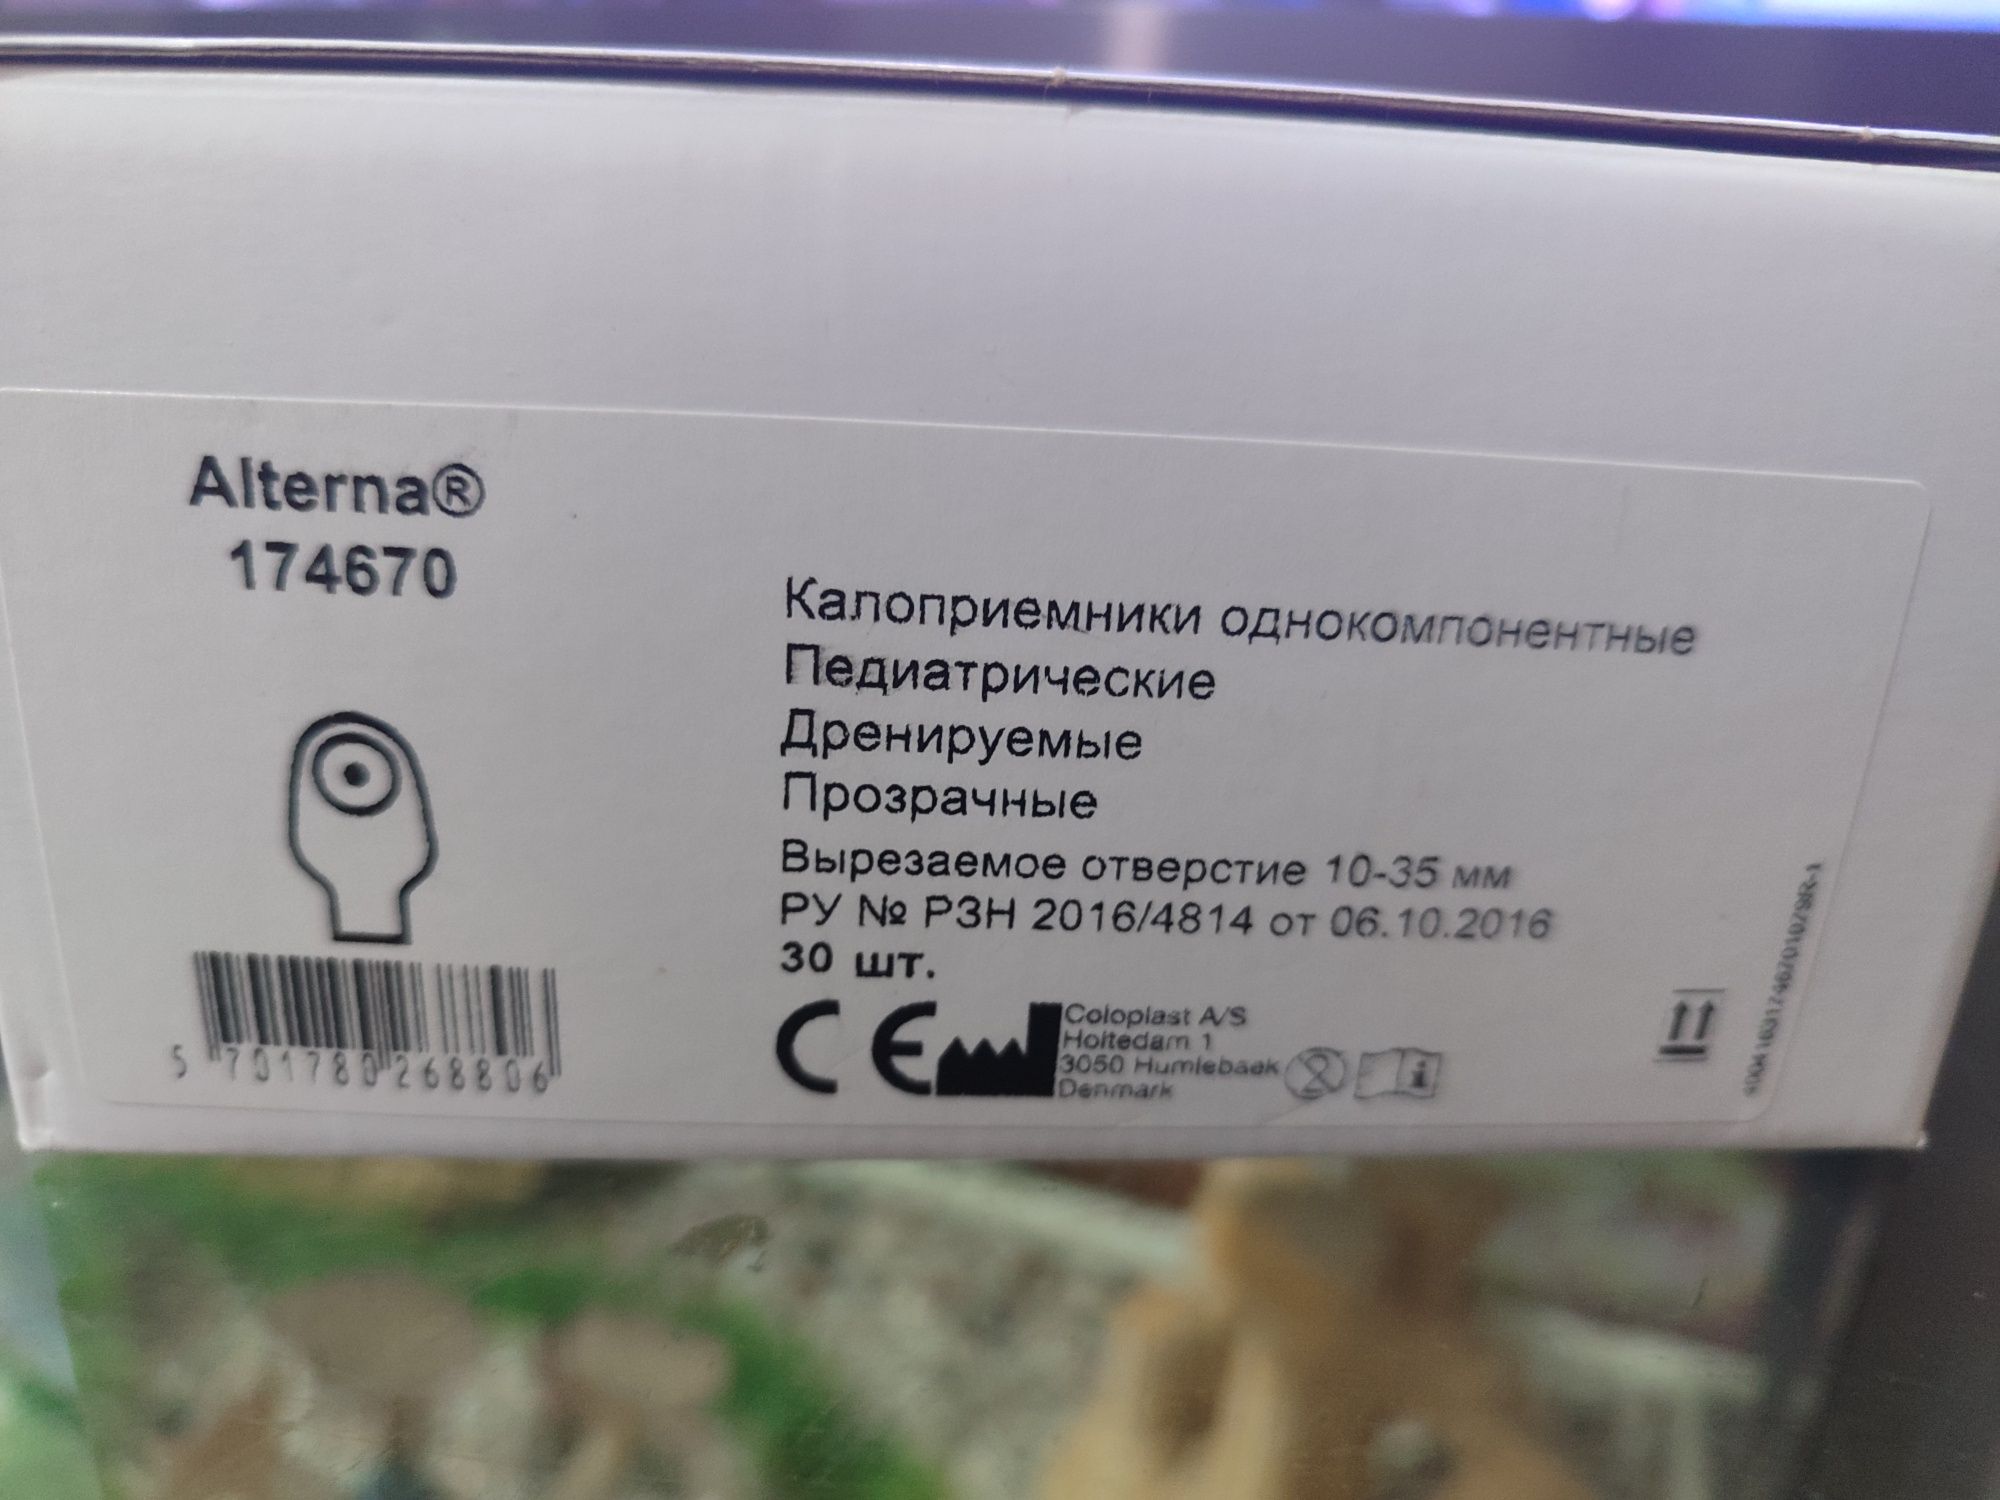 Alterna®
174670
Калоприемники однокомпонентные
Педиатрические
Дренируемые
Прозрачные
Вырезаемое отверстие 10-35 мм
РУ № РЗН 2016/4814 от 06.10.2016
30 шт.
CE
Coloplast A/S
Holtedam 1
3050 Humlebaek
Denmark
5 701780 268806